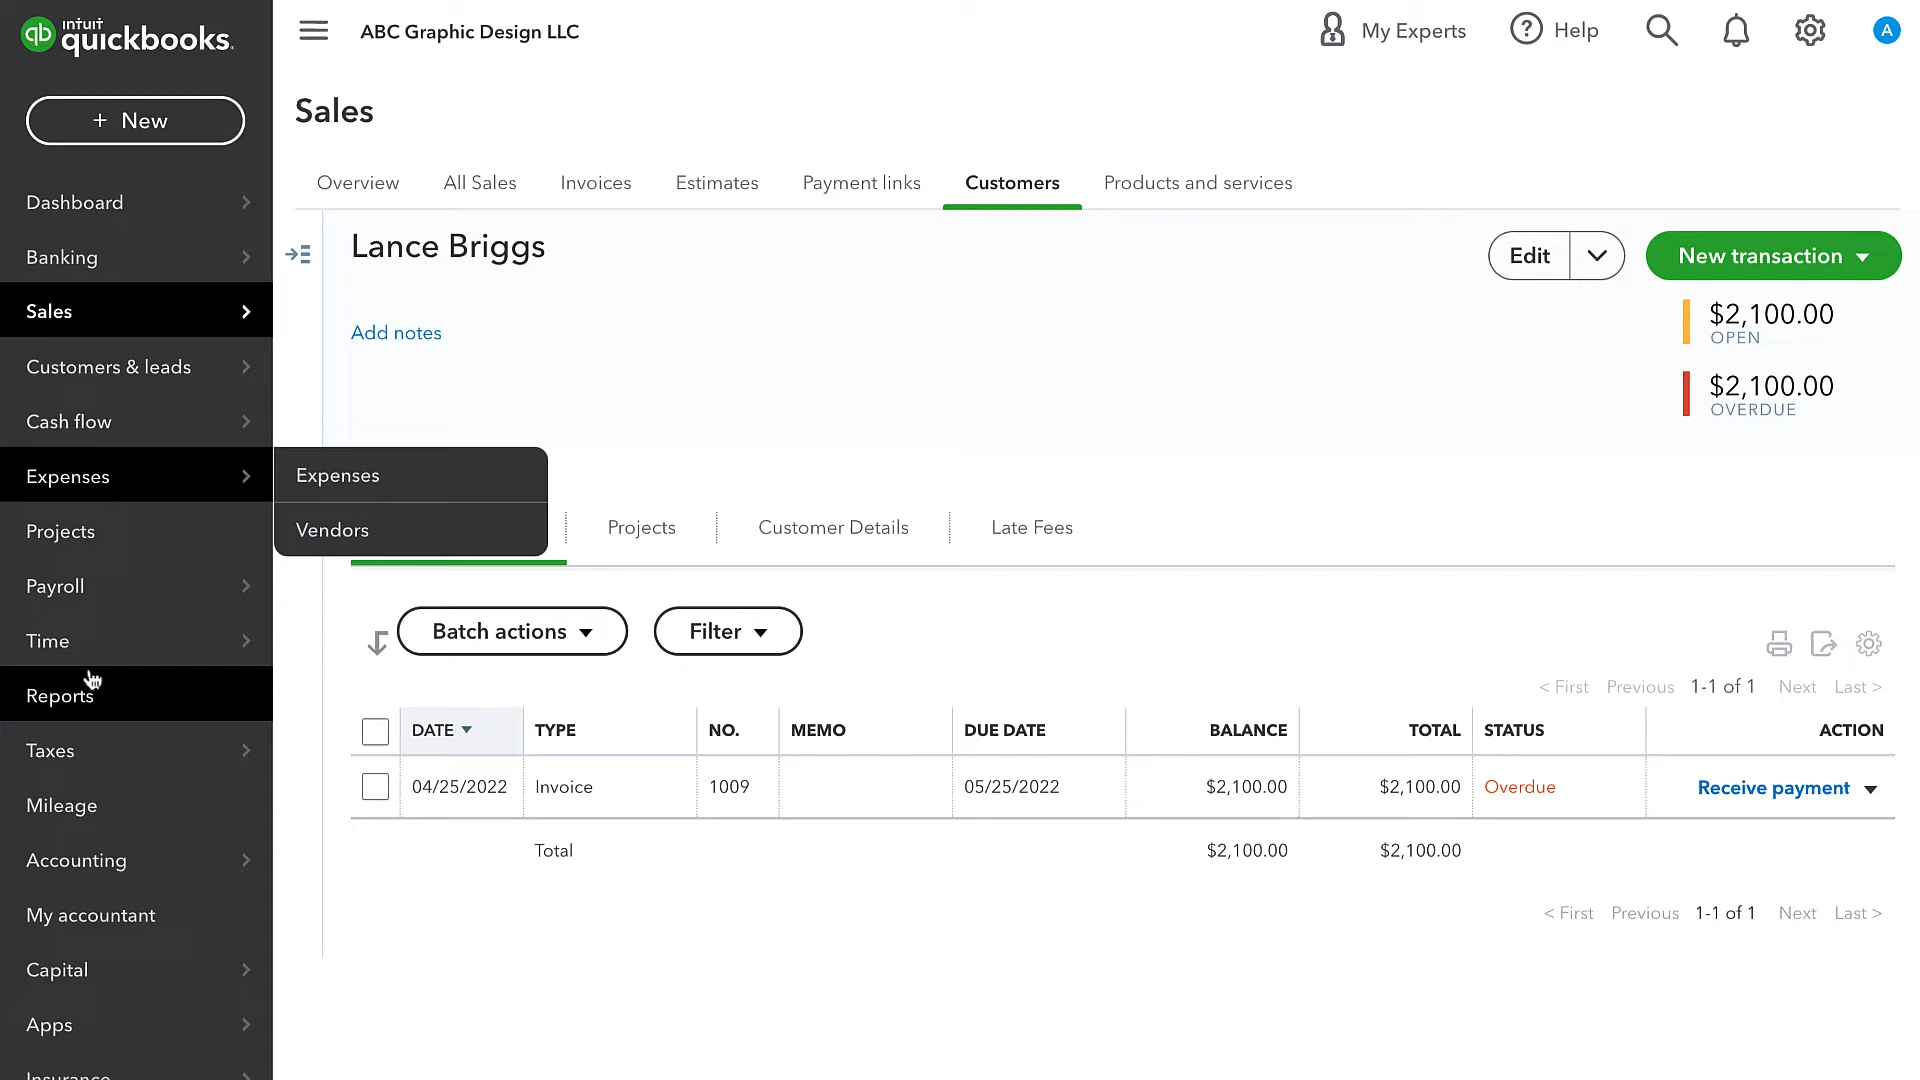 intuit
quickbooks.
ABC Graphic Design LLC
My Experts
Help
A
+ New
Sales
Overview
All Sales
Invoices
Estimates
Payment links
Customers
Products and services
Dashboard
Banking
Sales
Customers & leads
Cash flow
Expenses
Projects
Payroll
Time
Reports
Taxes
Mileage
Accounting
My accountant
Capital
Apps
Insurance
Expenses
Vendors
Lance Briggs
Edit
New transaction
Add notes
$2,100.00
OPEN
$2,100.00
OVERDUE
Projects
Customer Details
Late Fees
Batch actions
Filter
< First Previous 1-1 of 1 Next Last >
DATE TYPE NO. MEMO DUE DATE BALANCE TOTAL STATUS ACTION
04/25/2022 Invoice 1009 05/25/2022 $2,100.00 $2,100.00 Overdue Receive payment
Total $2,100.00 $2,100.00
< First Previous 1-1 of 1 Next Last >